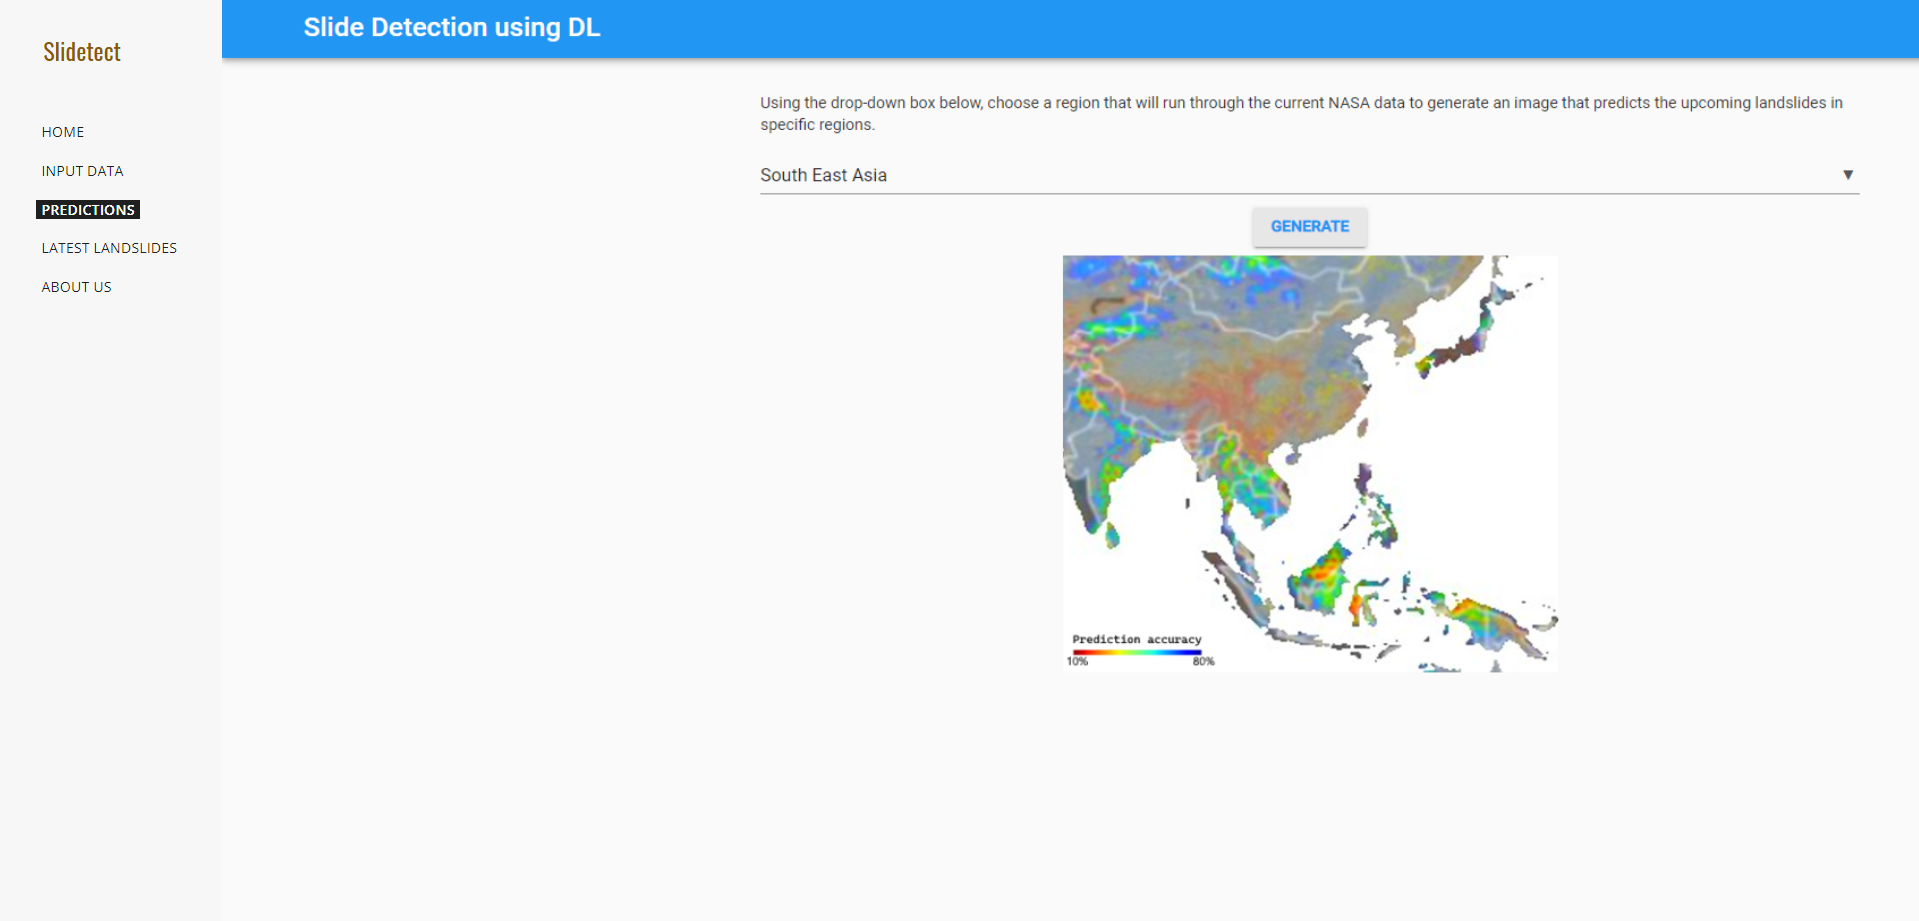 Slidetect
HOME
INPUT DATA
PREDICTIONS
LATEST LANDSLIDES
ABOUT US
Slide Detection using DL
Using the drop-down box below, choose a region that will run through the current NASA data to generate an image that predicts the upcoming landslides in
specific regions.
South East Asia
GENERATE
Prediction accuracy
10% 80%